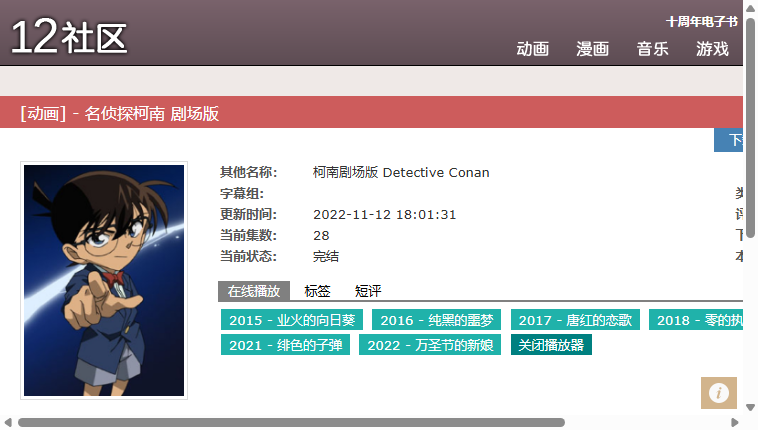 12社区
十周年电子书
动画 漫画 音乐 游戏
[动画] - 名侦探柯南 剧场版
其他名称: 柯南剧场版 Detective Conan
字幕组:
更新时间: 2022-11-12 18:01:31
当前集数: 28
当前状态: 完结
在线播放 标签 短评
2015 - 业火的向日葵 2016 - 纯黑的噩梦 2017 - 唐红的恋歌 2018 - 零的执
2021 - 绯色的子弹 2022 - 万圣节的新娘 关闭播放器